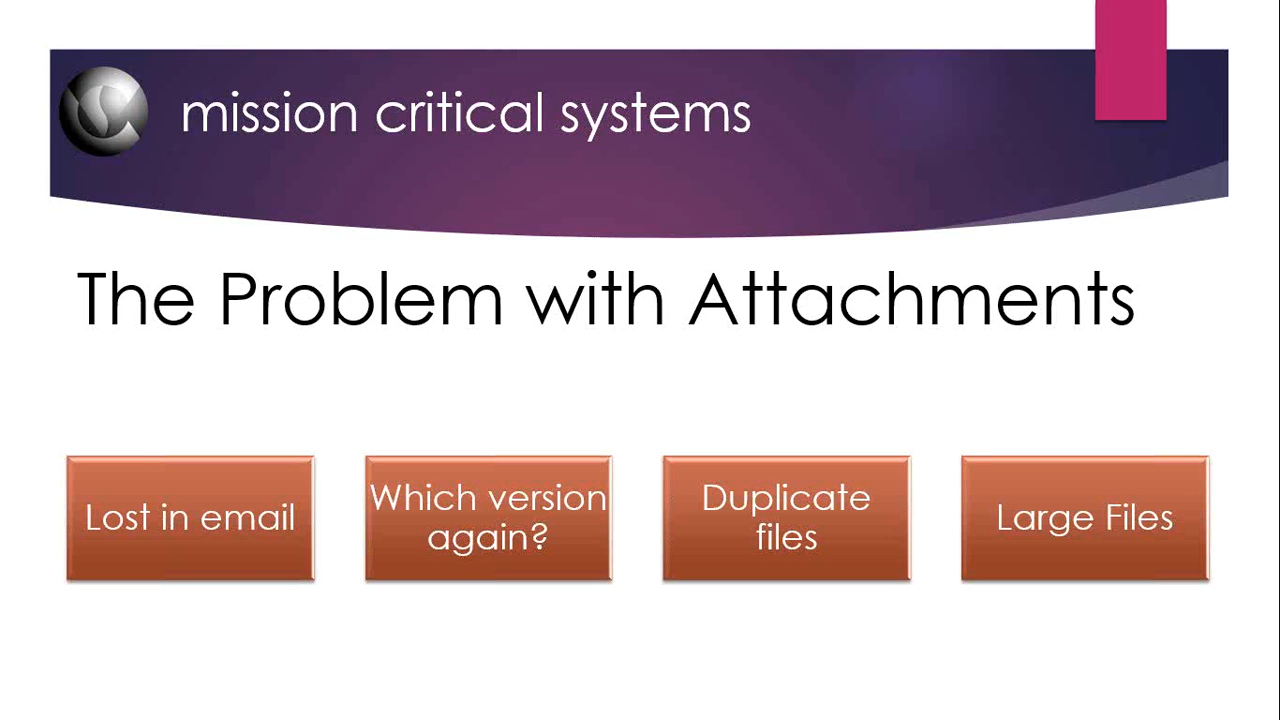 mission critical systems
The Problem with Attachments
Lost in email
Which version
again?
Duplicate
files
Large Files